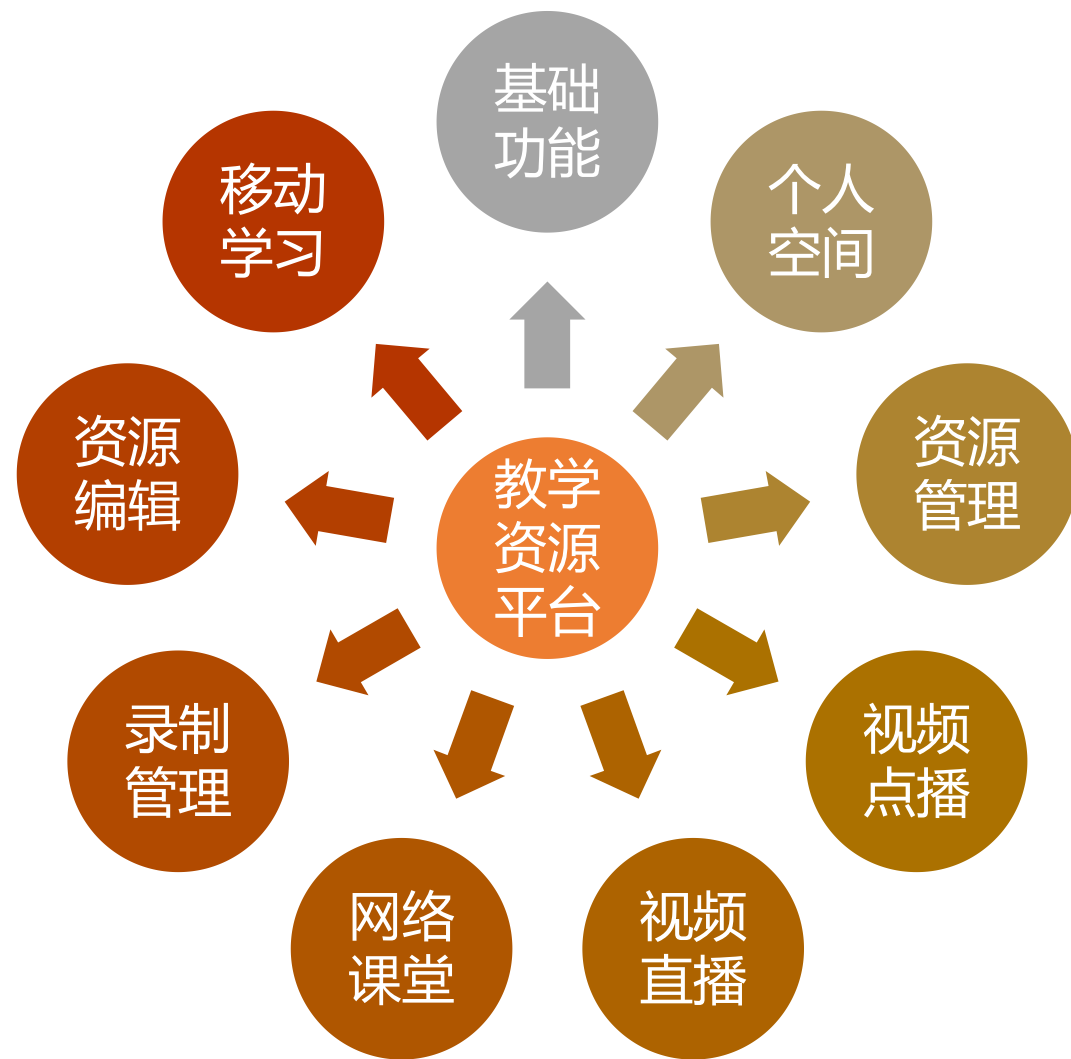 基础
功能
个人
空间
资源
管理
视频
点播
视频
直播
网络
课堂
录制
管理
资源
编辑
移动
学习
教学
资源
平台